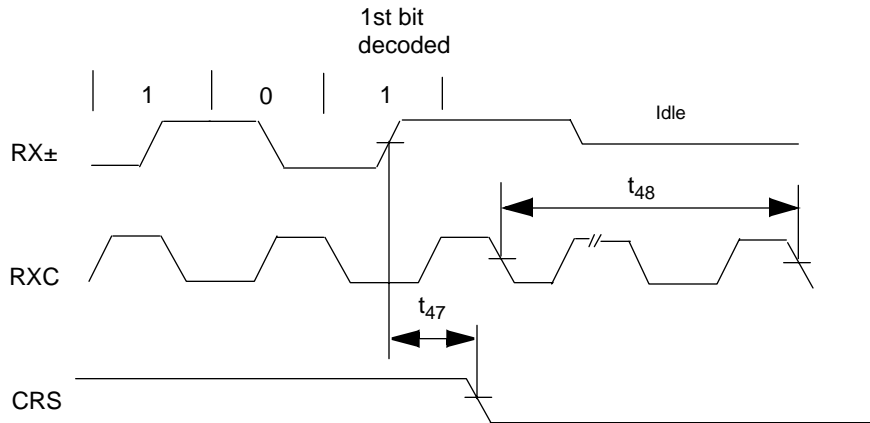 1st bit
decoded
1 0 1
Idle
RX±
t48
RXC
t47
CRS